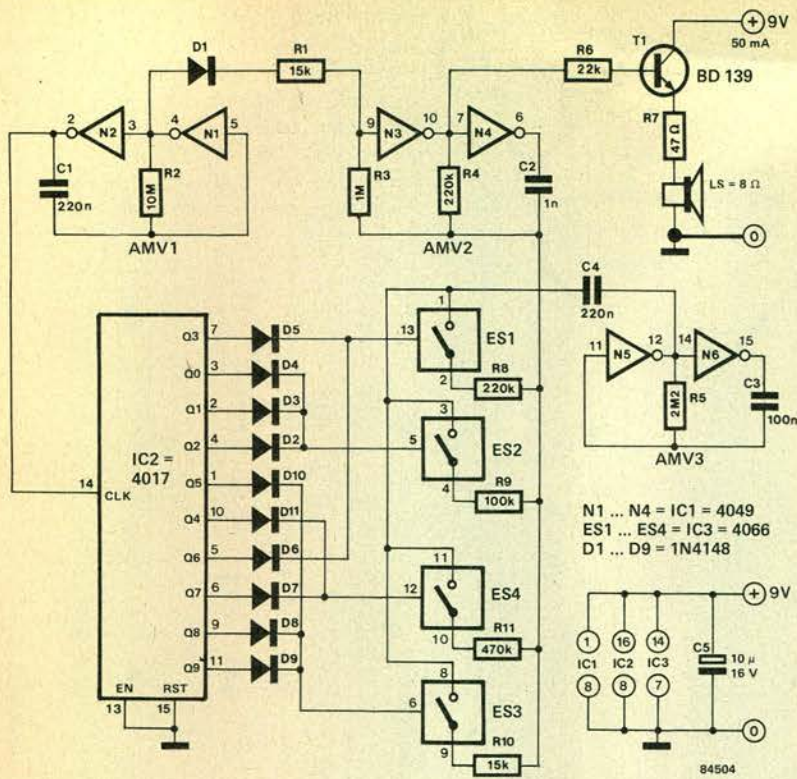 D1
R1
15k
R6
22k
T1
+ 9V
50 mA
BD 139
2
N2
3
4
N1
5
9
N3
10
7
N4
6
R7
47 Ω
C1
220n
R2
10M
R3
1M
R4
220k
C2
1n
LS = 8 Ω
0
AMV1
AMV2
C4
220n
Q3
7
D5
13
1
ES1
2
R8
220k
11
N5
12
14
N6
15
Q0
3
D4
Q1
2
D3
Q2
4
D2
5
3
ES2
4
R9
100k
R5
2M2
C3
100n
AMV3
IC2 =
4017
14
CLK
Q5
1
D10
Q4
10
D11
Q6
5
D6
Q7
6
D7
12
11
ES4
10
R11
470k
N1 ... N4 = IC1 = 4049
ES1 ... ES4 = IC3 = 4066
D1 ... D9 = 1N4148
Q8
9
D8
Q9
11
D9
6
8
ES3
9
R10
15k
EN
13
RST
15
+ 9V
1
16
14
IC1
IC2
IC3
8
8
7
C5
10 µ
16 V
0
84504